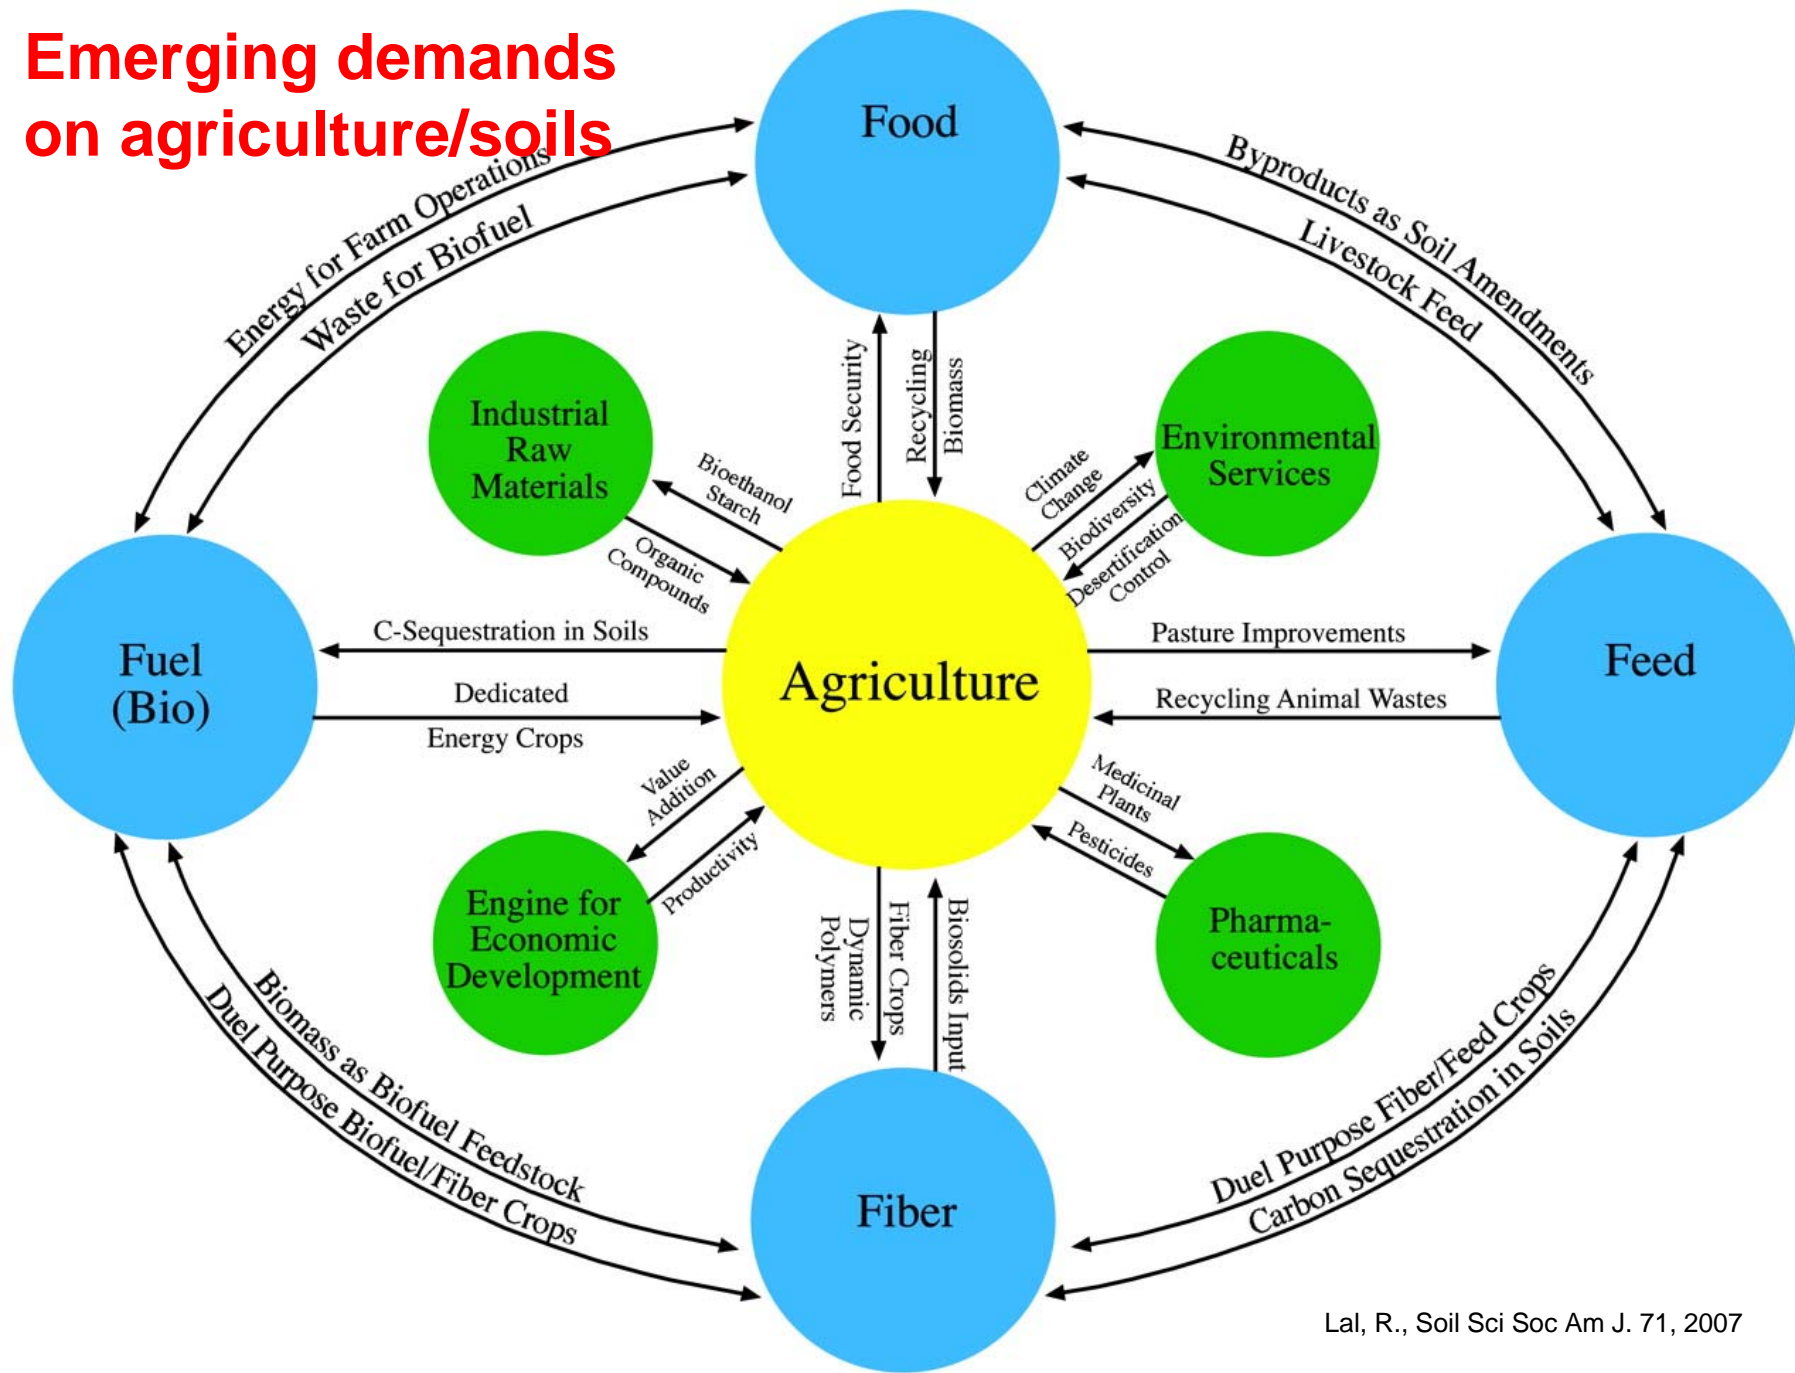 Emerging demands
on agriculture/soils
Food
Energy for Farm Operations
Waste for Biofuel
Byproducts as Soil Amendments
Livestock Feed
Industrial
Raw
Materials
Food Security
Recycling
Biomass
Environmental
Services
Bioethanol
Starch
Organic
Compounds
Climate
Change
Biodiversity
Desertification
Control
Fuel
(Bio)
C-Sequestration in Soils
Dedicated
Energy Crops
Agriculture
Pasture Improvements
Recycling Animal Wastes
Feed
Value
Addition
Productivity
Medicinal
Plants
Pesticides
Engine for
Economic
Development
Fiber Crops
Dynamic
Polymers
Biosolids Input
Pharma-
ceuticals
Biomass as Biofuel Feedstock
Duel Purpose Biofuel/Fiber Crops
Fiber
Duel Purpose Fiber/Feed Crops
Carbon Sequestration in Soils
Lal, R., Soil Sci Soc Am J. 71, 2007